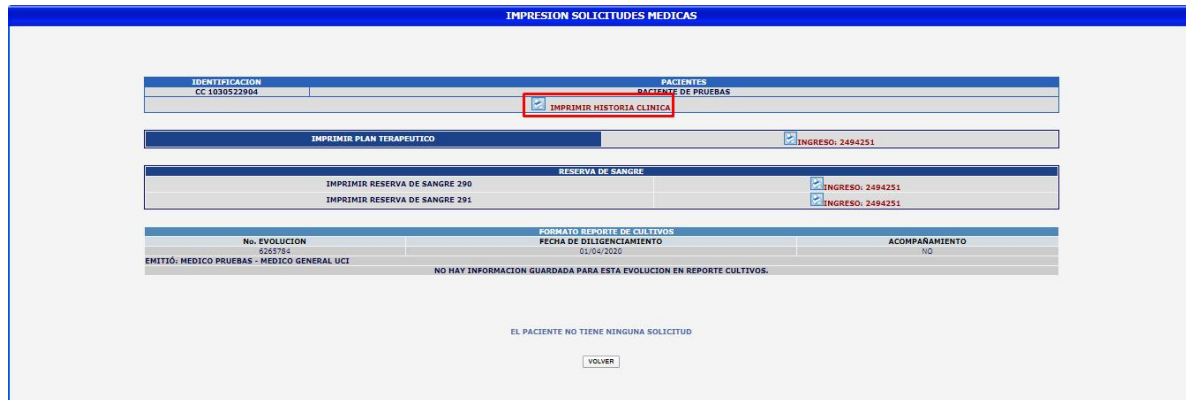 IMPRESION SOLICITUDES MEDICAS
IDENTIFICACION PACIENTES
CC 1030522904 PACIENTE DE PRUEBAS
IMPRIMIR HISTORIA CLINICA
IMPRIMIR PLAN TERAPEUTICO INGRESO: 2494251
RESERVA DE SANGRE
IMPRIMIR RESERVA DE SANGRE 290 INGRESO: 2494251
IMPRIMIR RESERVA DE SANGRE 291 INGRESO: 2494251
FORMATO REPORTE DE CULTIVOS
No. EVOLUCION FECHA DE DILIGENCIAMIENTO ACOMPAÑAMIENTO
6265784 01/04/2020 NO
EMITIÓ: MEDICO PRUEBAS - MEDICO GENERAL UCI
NO HAY INFORMACION GUARDADA PARA ESTA EVOLUCION EN REPORTE CULTIVOS.
EL PACIENTE NO TIENE NINGUNA SOLICITUD
VOLVER